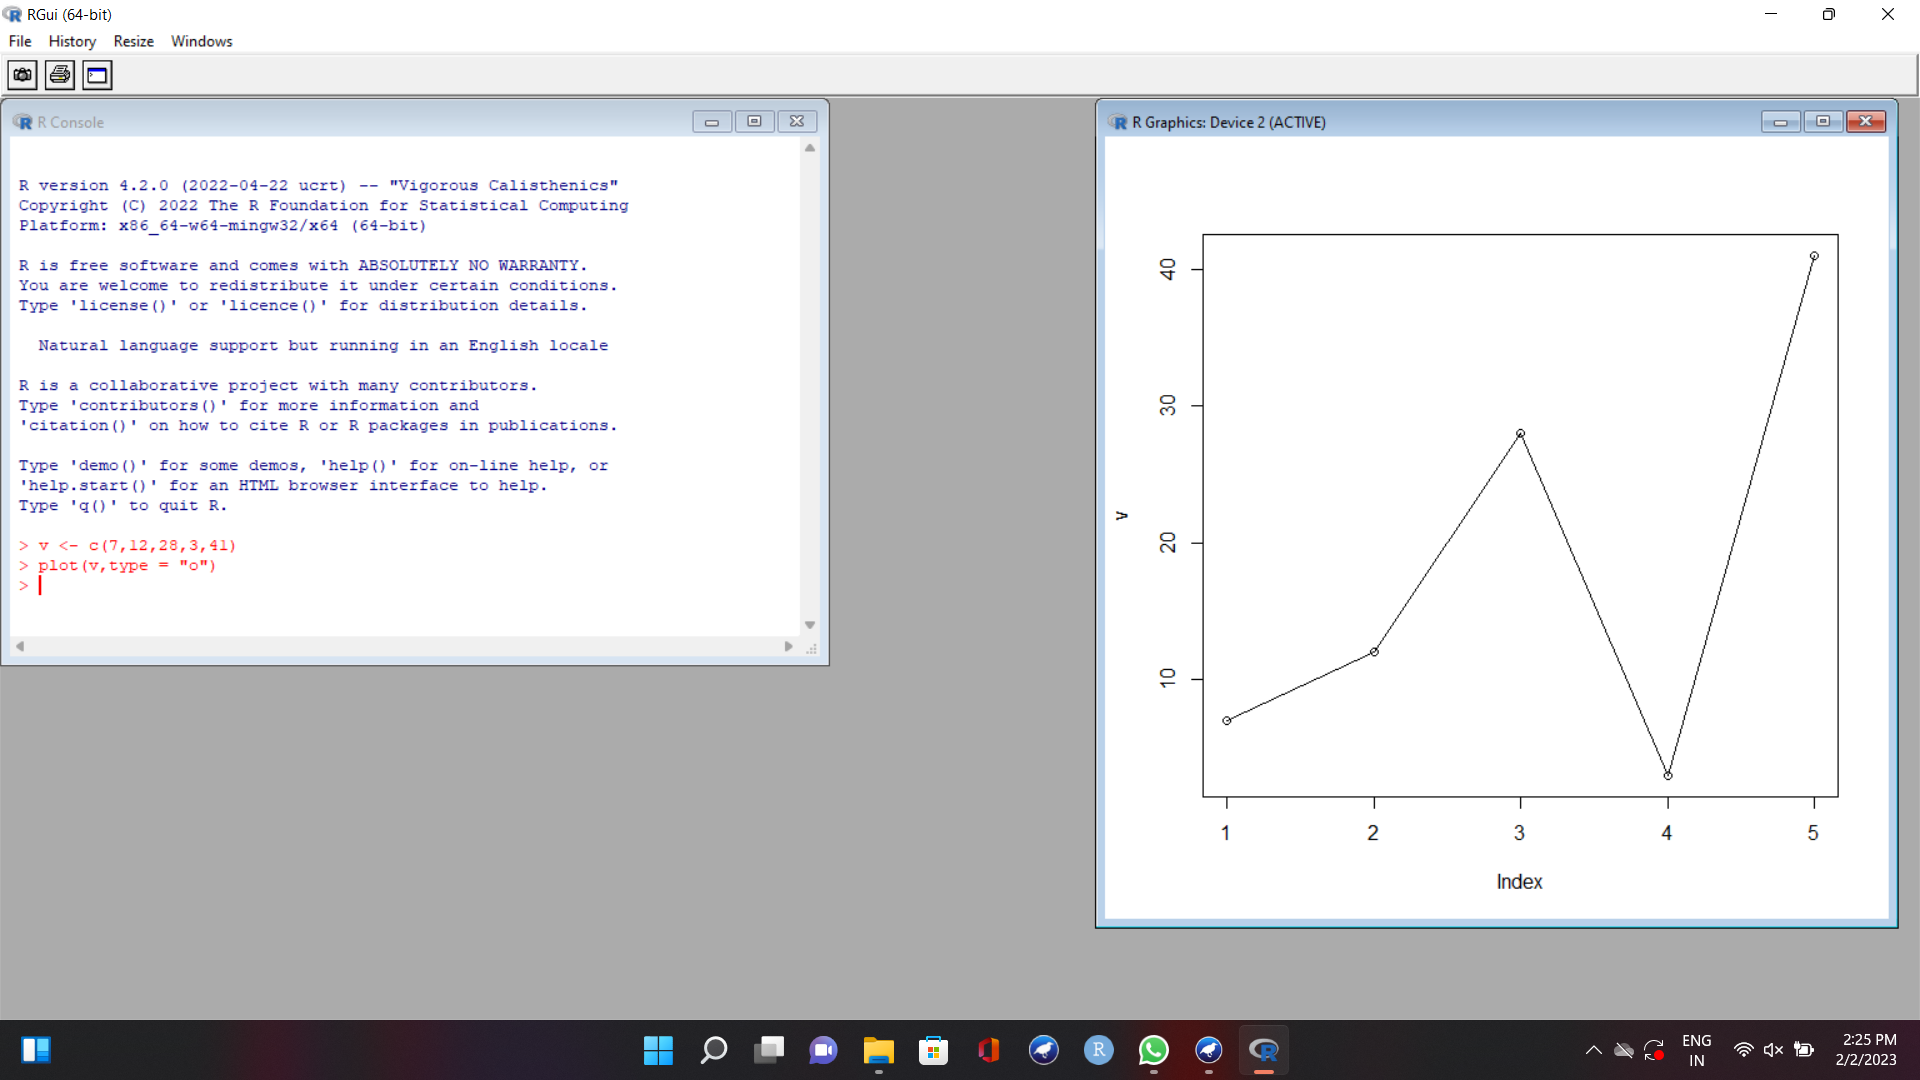 RGui (64-bit)
File History Resize Windows
R Console
R version 4.2.0 (2022-04-22 ucrt) -- "Vigorous Calisthenics"
Copyright (C) 2022 The R Foundation for Statistical Computing
Platform: x86_64-w64-mingw32/x64 (64-bit)
R is free software and comes with ABSOLUTELY NO WARRANTY.
You are welcome to redistribute it under certain conditions.
Type 'license()' or 'licence()' for distribution details.
Natural language support but running in an English locale
R is a collaborative project with many contributors.
Type 'contributors()' for more information and
'citation()' on how to cite R or R packages in publications.
Type 'demo()' for some demos, 'help()' for on-line help, or
'help.start()' for an HTML browser interface to help.
Type 'q()' to quit R.
> v <- c(7,12,28,3,41)
> plot(v,type = "o")
>
R Graphics: Device 2 (ACTIVE)
40
30
20
10
v
1 2 3 4 5
Index
ENG
IN
2:25 PM
2/2/2023